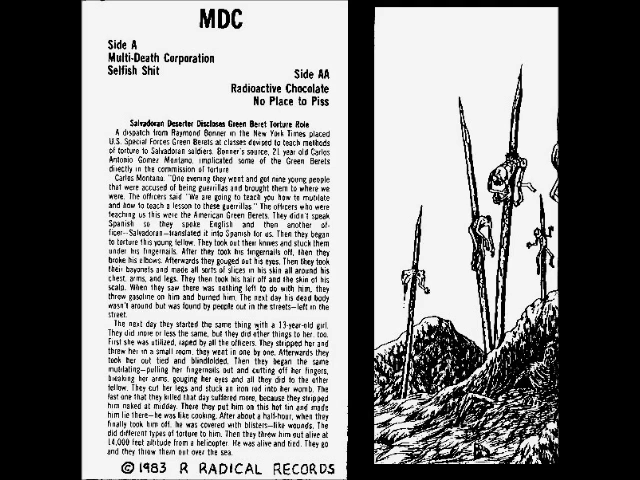 MDC
Side A
Multi-Death Corporation
Selfish Shit
Side AA
Radioactive Chocolate
No Place to Piss
Salvadoran Deserter Discloses Green Beret Torture Role
A dispatch from Raymond Bonner in the New York Times placed
U.S. Special Forces Green Berets at classes devised to teach methods
of torture to Salvadoran soldiers. Bonner's source, 21 year old Carlos
Antonio Gomez Montano, implicated some of the Green Berets
directly in the commission of torture
Carlos Montano. "One evening they went and got nine young people
that were accused of being guerrillas and brought them to where we
were. The officers said "We are going to teach you how to mutilate
and how to teach a lesson to these guerrillas." The officers who were
teaching us this were the American Green Berets. They didn't speak
Spanish so they spoke English and then another of-
ficer—Salvadoran—translated it into Spanish for us. Then they began
to torture this young fellow. They took out their knives and stuck them
under his fingernails. After they took his fingernails off, then they
broke his elbows. Afterwards they gouged out his eyes. Then they took
their bayonets and made all sorts of slices in his skin all around his
chest, arms, and legs. They then took his hair off and the skin of his
scalp. When they saw there was nothing left to do with him, they
threw gasoline on him and burned him. The next day his dead body
wasn't around but was found by people out in the streets—left in the
street.
The next day they started the same thing with a 13-year-old girl.
They did more or less the same, but they did other things to her, too.
First she was utilized, raped by all the officers. They stripped her and
threw her in a small room, they went in one by one. Afterwards they
took her out tied and blindfolded. Then they began the same
mutilating—pulling her fingernails out and cutting off her fingers,
breaking her arms, gouging her eyes and all they did to the other
fellow. They cut her legs and stuck an iron rod into her womb. The
last one that they killed that day suffered more, because they stripped
him naked at midday. There they put him on this hot tin and made
him lie there—he was like cooking. After about a half-hour, when they
finally took him off, he was covered with blisters—like wounds. The
did different types of torture to him. Then they threw him out alive at
14,000 feet altitude from a helicopter. He was alive and tied. They go
and they throw them out over the sea.
© 1983 R RADICAL RECORDS